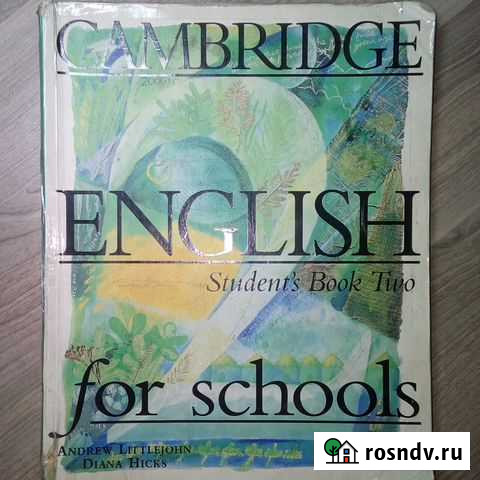 CAMBRIDGE
ENGLISH
Student's Book Two
for schools
ANDREW LITTLEJOHN
DIANA HICKS
rosndv.ru